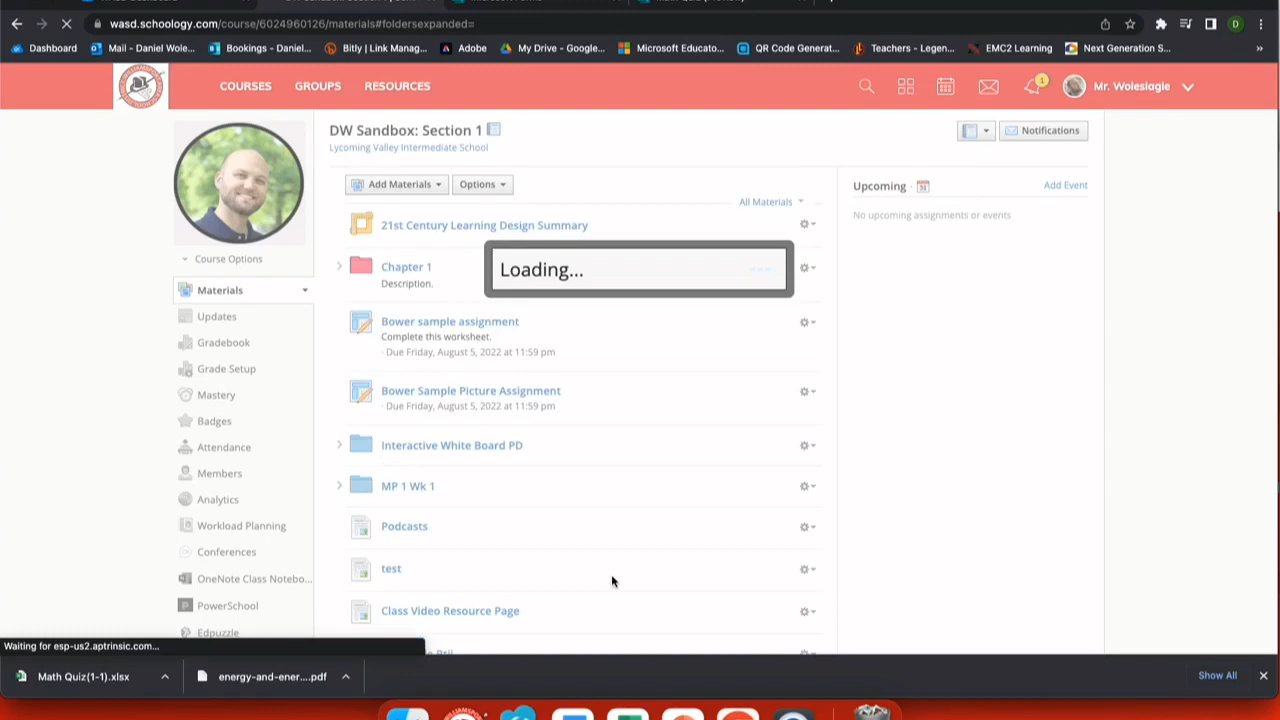 wasd.schoology.com/course/6024960126/materials#foldersexpanded=
Dashboard
Mail - Daniel Wole...
Bookings - Daniel...
Bitly | Link Manag...
Adobe
My Drive - Google...
Microsoft Educato...
QR Code Generat...
Teachers - Legen...
EMC2 Learning
Next Generation S...
»
D
COURSES
GROUPS
RESOURCES
1
Mr. Woleslagle
DW Sandbox: Section 1
Lycoming Valley Intermediate School
Notifications
Add Materials
Options
All Materials
Upcoming
Add Event
No upcoming assignments or events
21st Century Learning Design Summary
Loading...
Chapter 1
Description.
Bower sample assignment
Complete this worksheet.
· Due Friday, August 5, 2022 at 11:59 pm
Bower Sample Picture Assignment
· Due Friday, August 5, 2022 at 11:59 pm
Interactive White Board PD
MP 1 Wk 1
Podcasts
test
Class Video Resource Page
Course Options
Materials
Updates
Gradebook
Grade Setup
Mastery
Badges
Attendance
Members
Analytics
Workload Planning
Conferences
OneNote Class Notebo...
PowerSchool
Edpuzzle
Waiting for esp-us2.aptrinsic.com...
Math Quiz(1-1).xlsx
energy-and-ener....pdf
Show All